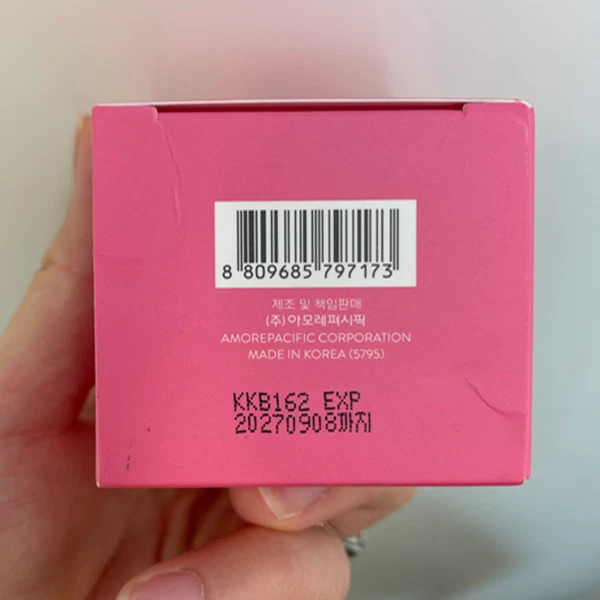 8 809685 797173
제조 및 책임판매
(주) 아모레퍼시픽
AMOREPACIFIC CORPORATION
MADE IN KOREA (5795)
KKB162 EXP
20270908까지